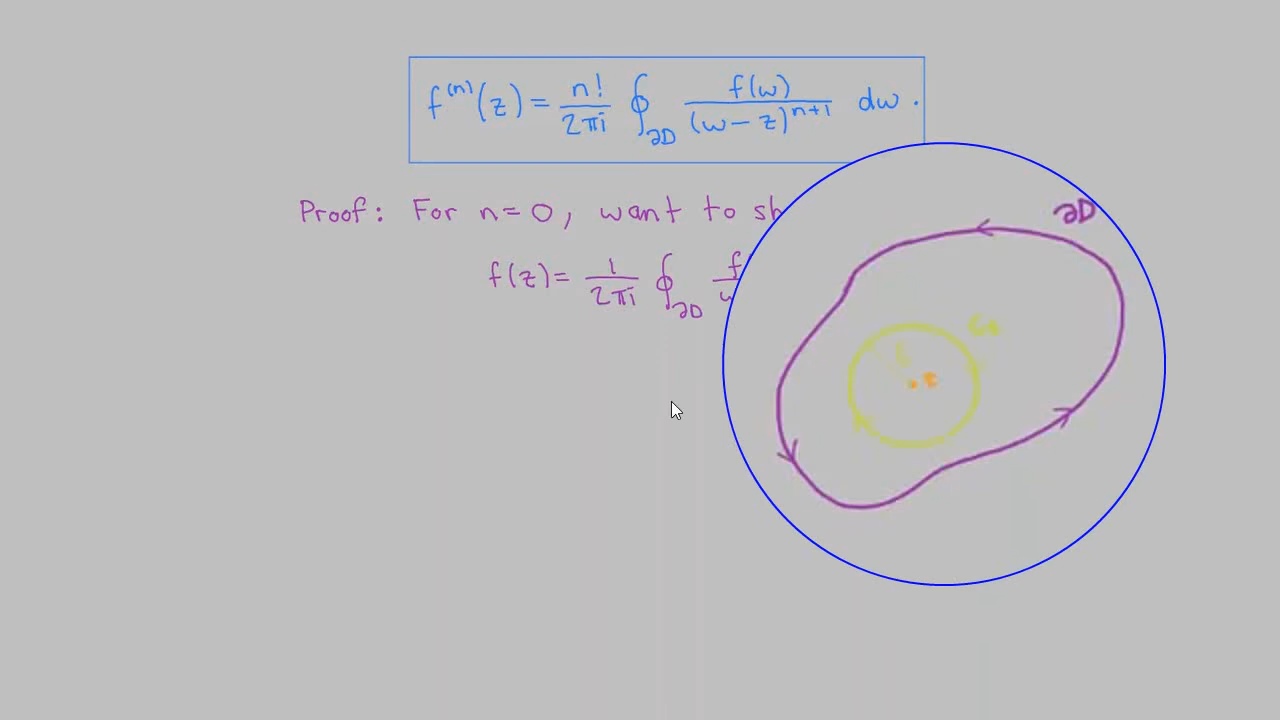 f⁽ⁿ⁾(z) = n!/2πi ∮_∂D f(w)/(w − z)ⁿ⁺¹ dw .
Proof: For n=0, want to sh
f(z)= 1/2πi ∮_∂D f
∂D
z